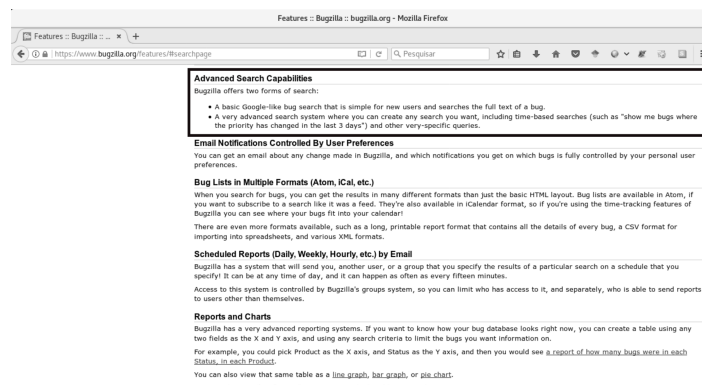 Features :: Bugzilla :: bugzilla.org - Mozilla Firefox
Features :: Bugzilla :: ... × +
https://www.bugzilla.org/features/#searchpage
Pesquisar
Advanced Search Capabilities
Bugzilla offers two forms of search:
• A basic Google-like bug search that is simple for new users and searches the full text of a bug.
• A very advanced search system where you can create any search you want, including time-based searches (such as "show me bugs where
the priority has changed in the last 3 days") and other very-specific queries.
Email Notifications Controlled By User Preferences
You can get an email about any change made in Bugzilla, and which notifications you get on which bugs is fully controlled by your personal user
preferences.
Bug Lists in Multiple Formats (Atom, iCal, etc.)
When you search for bugs, you can get the results in many different formats than just the basic HTML layout. Bug lists are available in Atom, if
you want to subscribe to a search like it was a feed. They're also available in iCalendar format, so if you're using the time-tracking features of
Bugzilla you can see where your bugs fit into your calendar!
There are even more formats available, such as a long, printable report format that contains all the details of every bug, a CSV format for
importing into spreadsheets, and various XML formats.
Scheduled Reports (Daily, Weekly, Hourly, etc.) by Email
Bugzilla has a system that will send you, another user, or a group that you specify the results of a particular search on a schedule that you
specify! It can be at any time of day, and it can happen as often as every fifteen minutes.
Access to this system is controlled by Bugzilla's groups system, so you can limit who has access to it, and separately, who is able to send reports
to users other than themselves.
Reports and Charts
Bugzilla has a very advanced reporting systems. If you want to know how your bug database looks right now, you can create a table using any
two fields as the X and Y axis, and using any search criteria to limit the bugs you want information on.
For example, you could pick Product as the X axis, and Status as the Y axis, and then you would see a report of how many bugs were in each
Status, in each Product.
You can also view that same table as a line graph, bar graph, or pie chart.